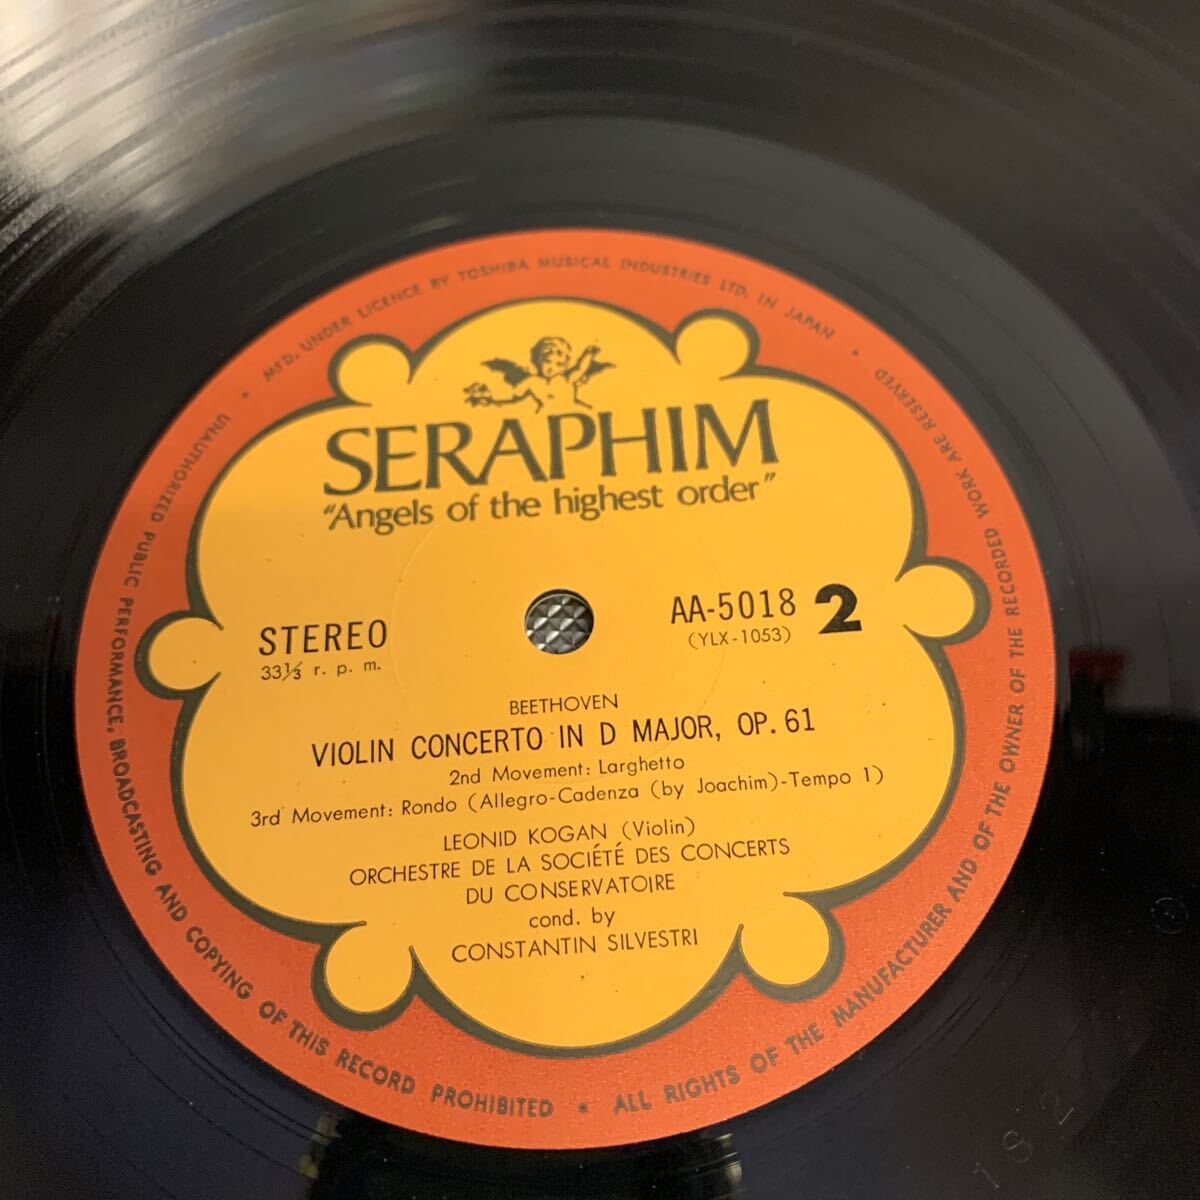 MFD. UNDER LICENCE BY TOSHIBA MUSICAL INDUSTRIES LTD. IN JAPAN •
SERAPHIM
"Angels of the highest order"
STEREO
33⅓ r. p. m.
AA-5018 2
(YLX-1053)
BEETHOVEN
VIOLIN CONCERTO IN D MAJOR, OP. 61
2nd Movement: Larghetto
3rd Movement: Rondo (Allegro-Cadenza (by Joachim)-Tempo 1)
LEONID KOGAN (Violin)
ORCHESTRE DE LA SOCIÉTÉ DES CONCERTS
DU CONSERVATOIRE
cond. by
CONSTANTIN SILVESTRI
• UNAUTHORIZED PUBLIC PERFORMANCE, BROADCASTING AND COPYING OF THIS RECORD PROHIBITED • ALL RIGHTS OF THE MANUFACTURER AND OF THE OWNER OF THE RECORDED WORK ARE RESERVED
1S 2